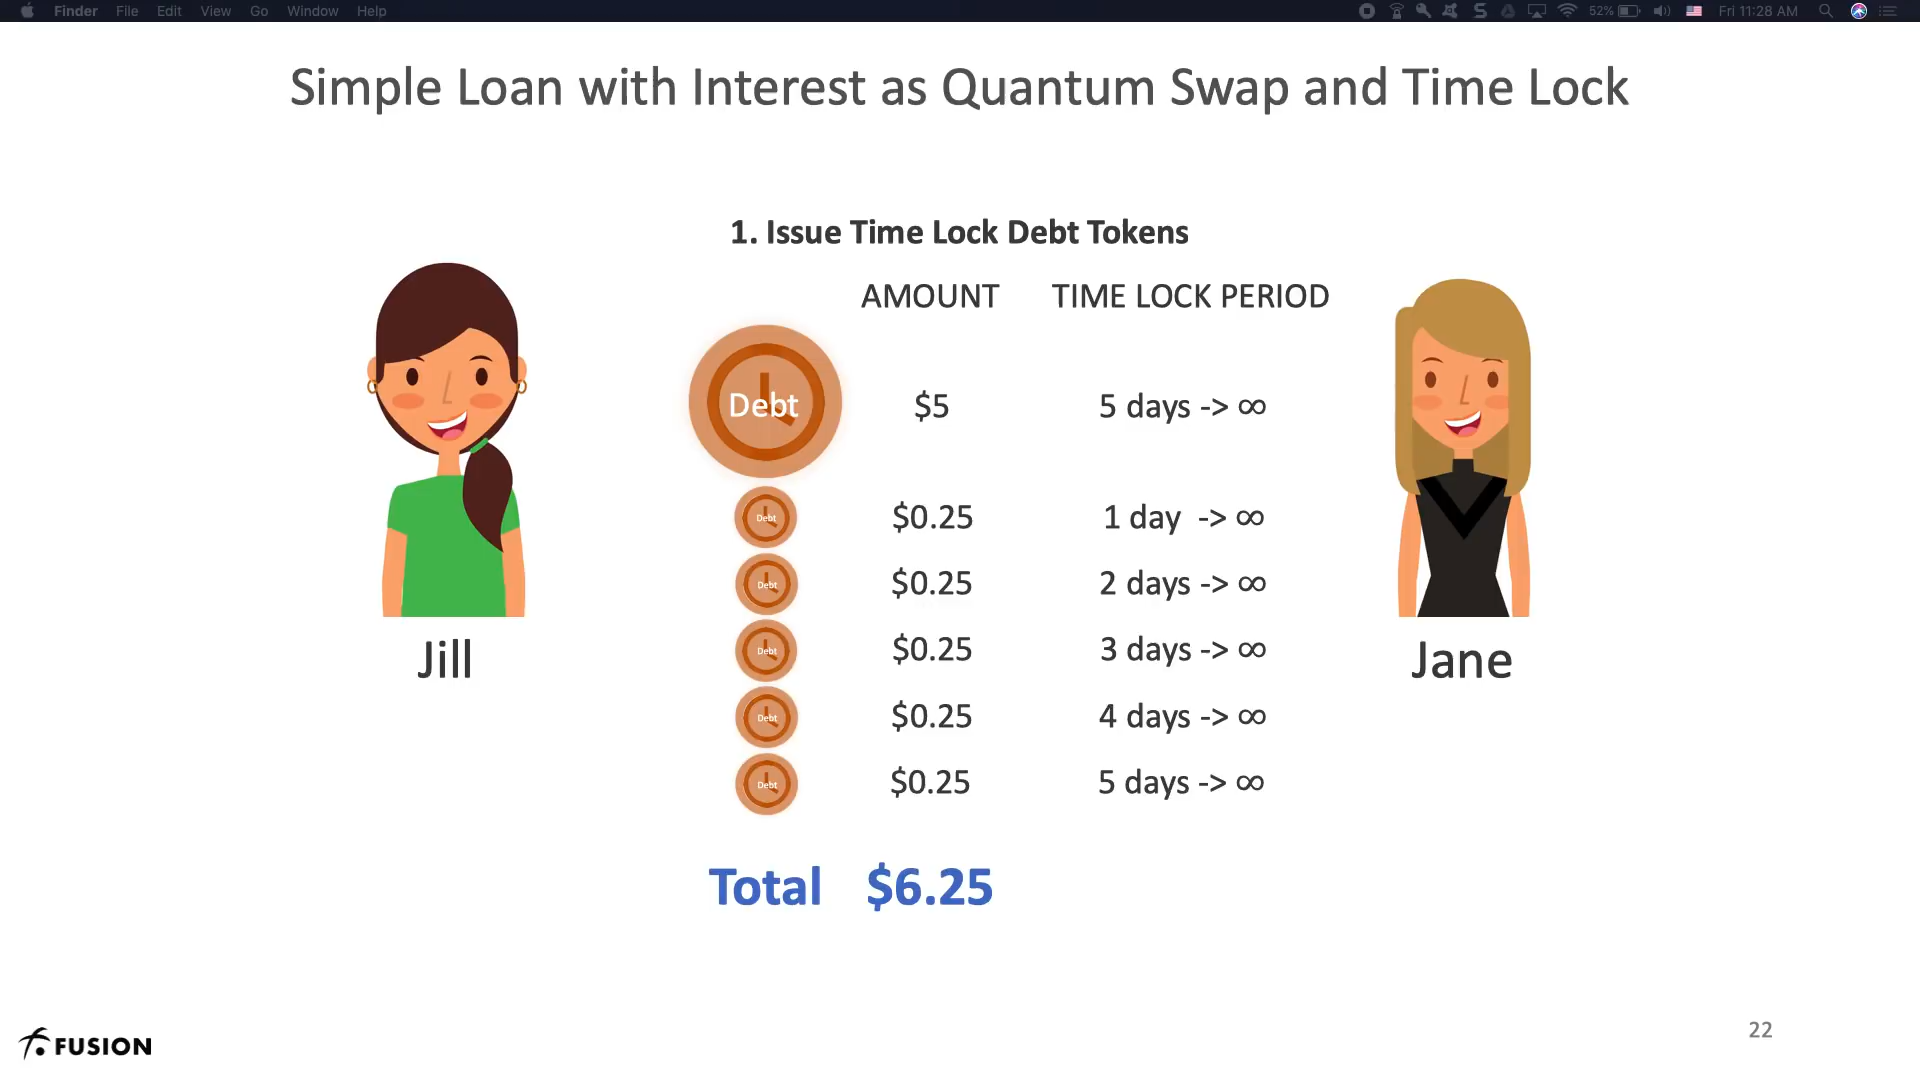 Finder File Edit View Go Window Help 52% Fri 11:28 AM
Simple Loan with Interest as Quantum Swap and Time Lock
1. Issue Time Lock Debt Tokens
AMOUNT TIME LOCK PERIOD
Debt $5 5 days -> ∞
Debt $0.25 1 day -> ∞
Debt $0.25 2 days -> ∞
Debt $0.25 3 days -> ∞
Debt $0.25 4 days -> ∞
Debt $0.25 5 days -> ∞
Jill
Jane
Total $6.25
FUSION
22